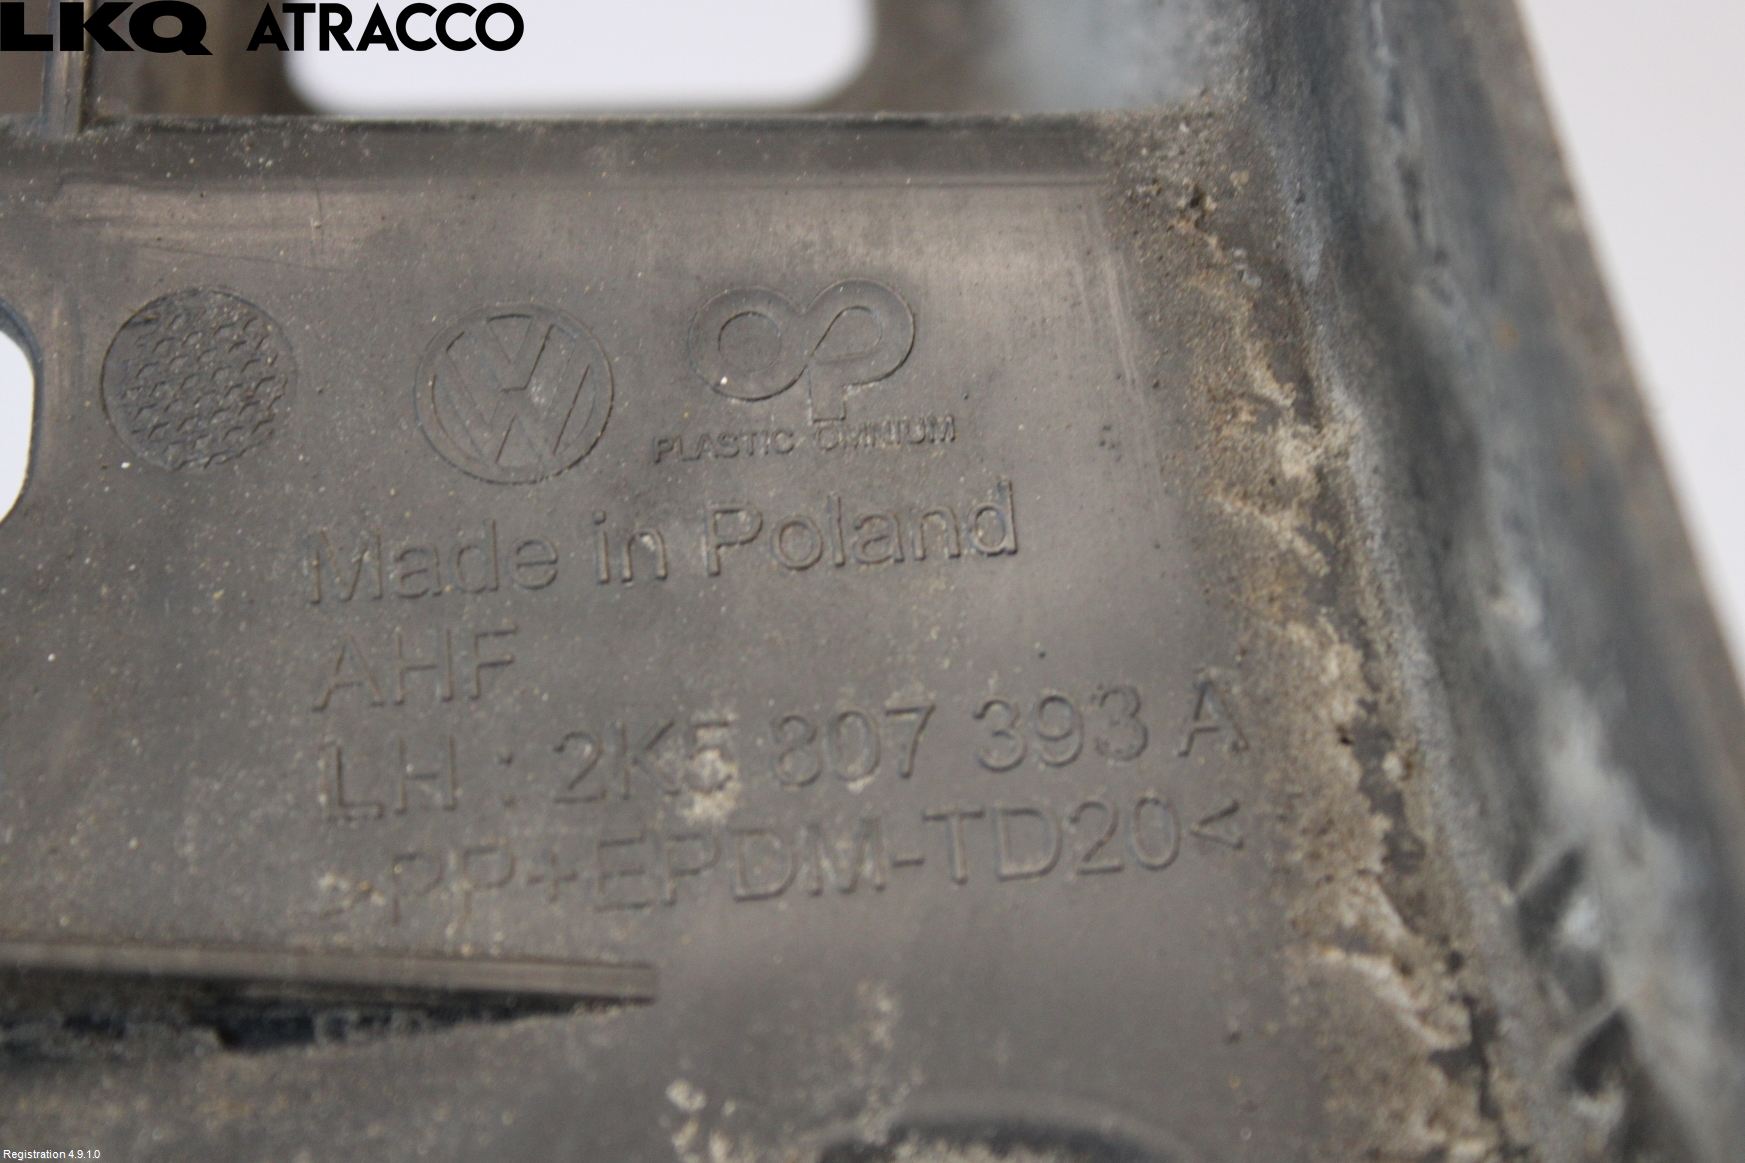 LKQ ATRACCO
PLASTIC OMNIUM
Made in Poland
AHF
LH : 2K5 807 393 A
>PP+EPDM-TD20<
Registration 4.9.1.0